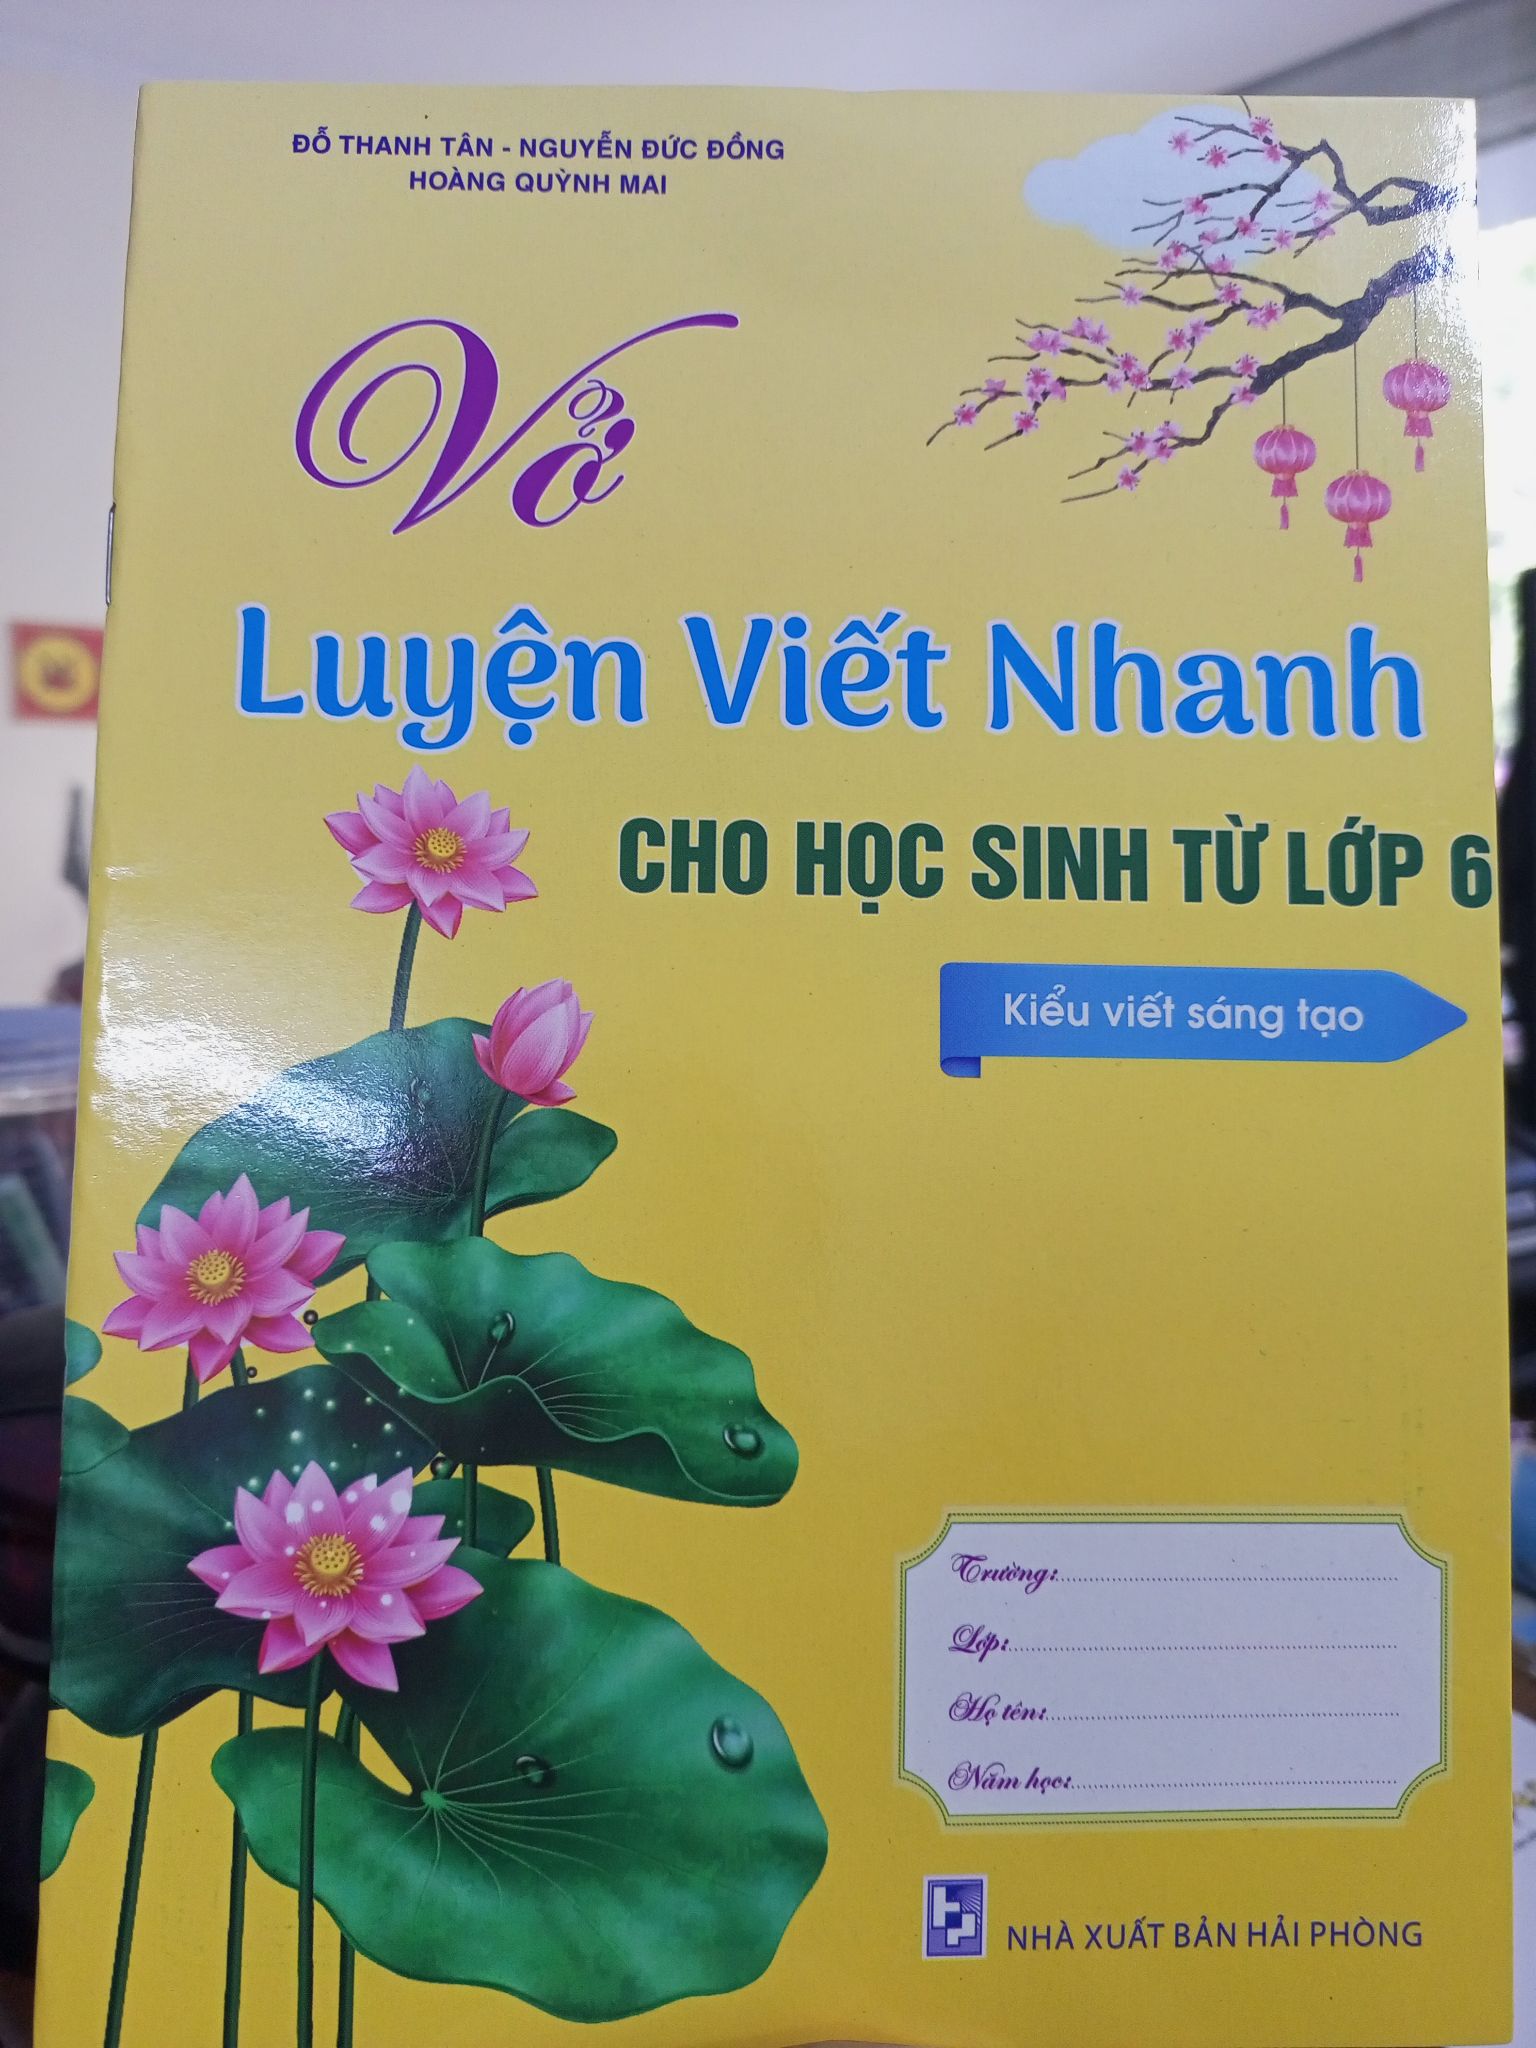 ĐỖ THANH TÂN - NGUYỄN ĐỨC ĐỒNG
HOÀNG QUỲNH MAI
Vở
Luyện Viết Nhanh
CHO HỌC SINH TỪ LỚP 6
Kiểu viết sáng tạo
Trường:
Lớp:
Họ tên:
Năm học:
NHÀ XUẤT BẢN HẢI PHÒNG